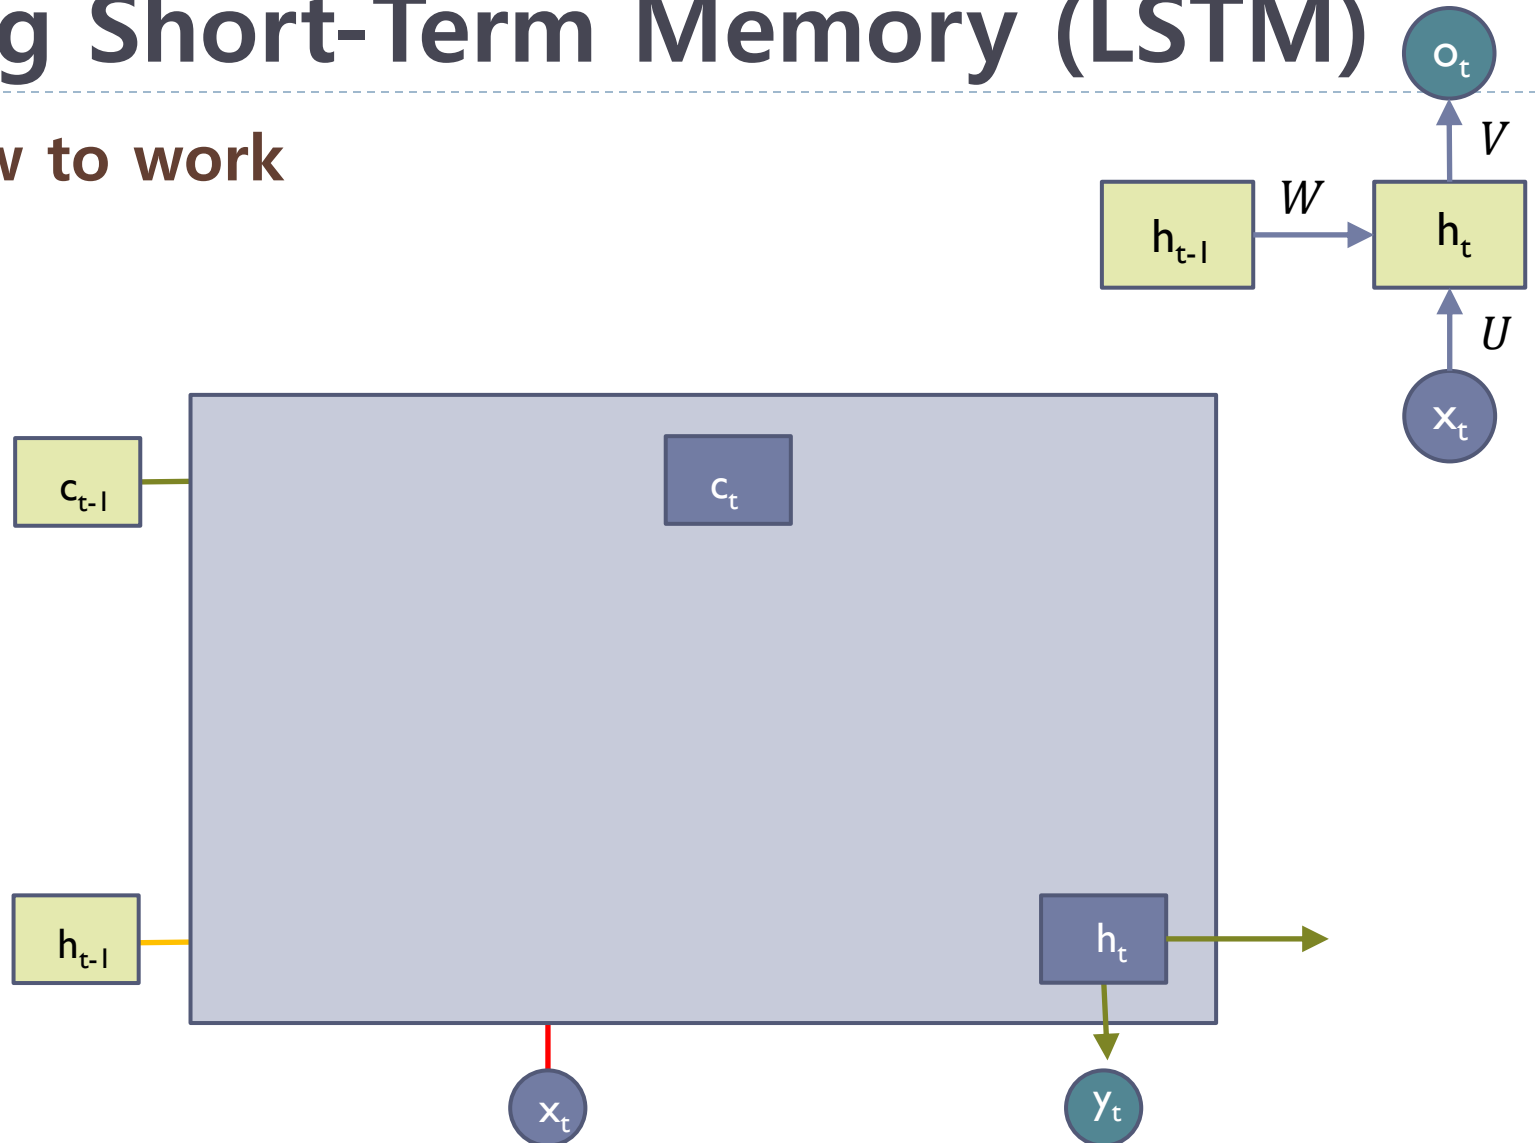 g Short-Term Memory (LSTM)
o_t
V
w to work
W
h_t-1
h_t
U
x_t
c_t-1
c_t
h_t-1
h_t
x_t
y_t